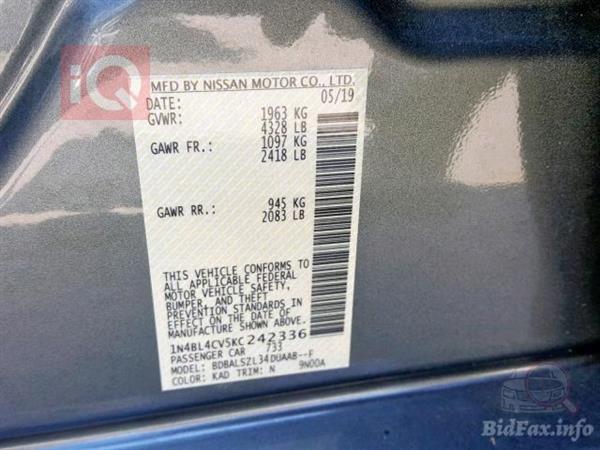 iQ
MFD BY NISSAN MOTOR CO., LTD.
DATE: 05/19
GVWR: 1963 KG
4328 LB
GAWR FR.: 1097 KG
2418 LB
GAWR RR.: 945 KG
2083 LB
THIS VEHICLE CONFORMS TO
ALL APPLICABLE FEDERAL
MOTOR VEHICLE SAFETY,
BUMPER, AND THEFT
PREVENTION STANDARDS IN
EFFECT ON THE DATE OF
MANUFACTURE SHOWN ABOVE.
1N4BL4CV5KC242336
PASSENGER CAR 733
MODEL: BDBALSZL34DUAAB--F
COLOR: KAD TRIM: N 9N00A
BidFax.info